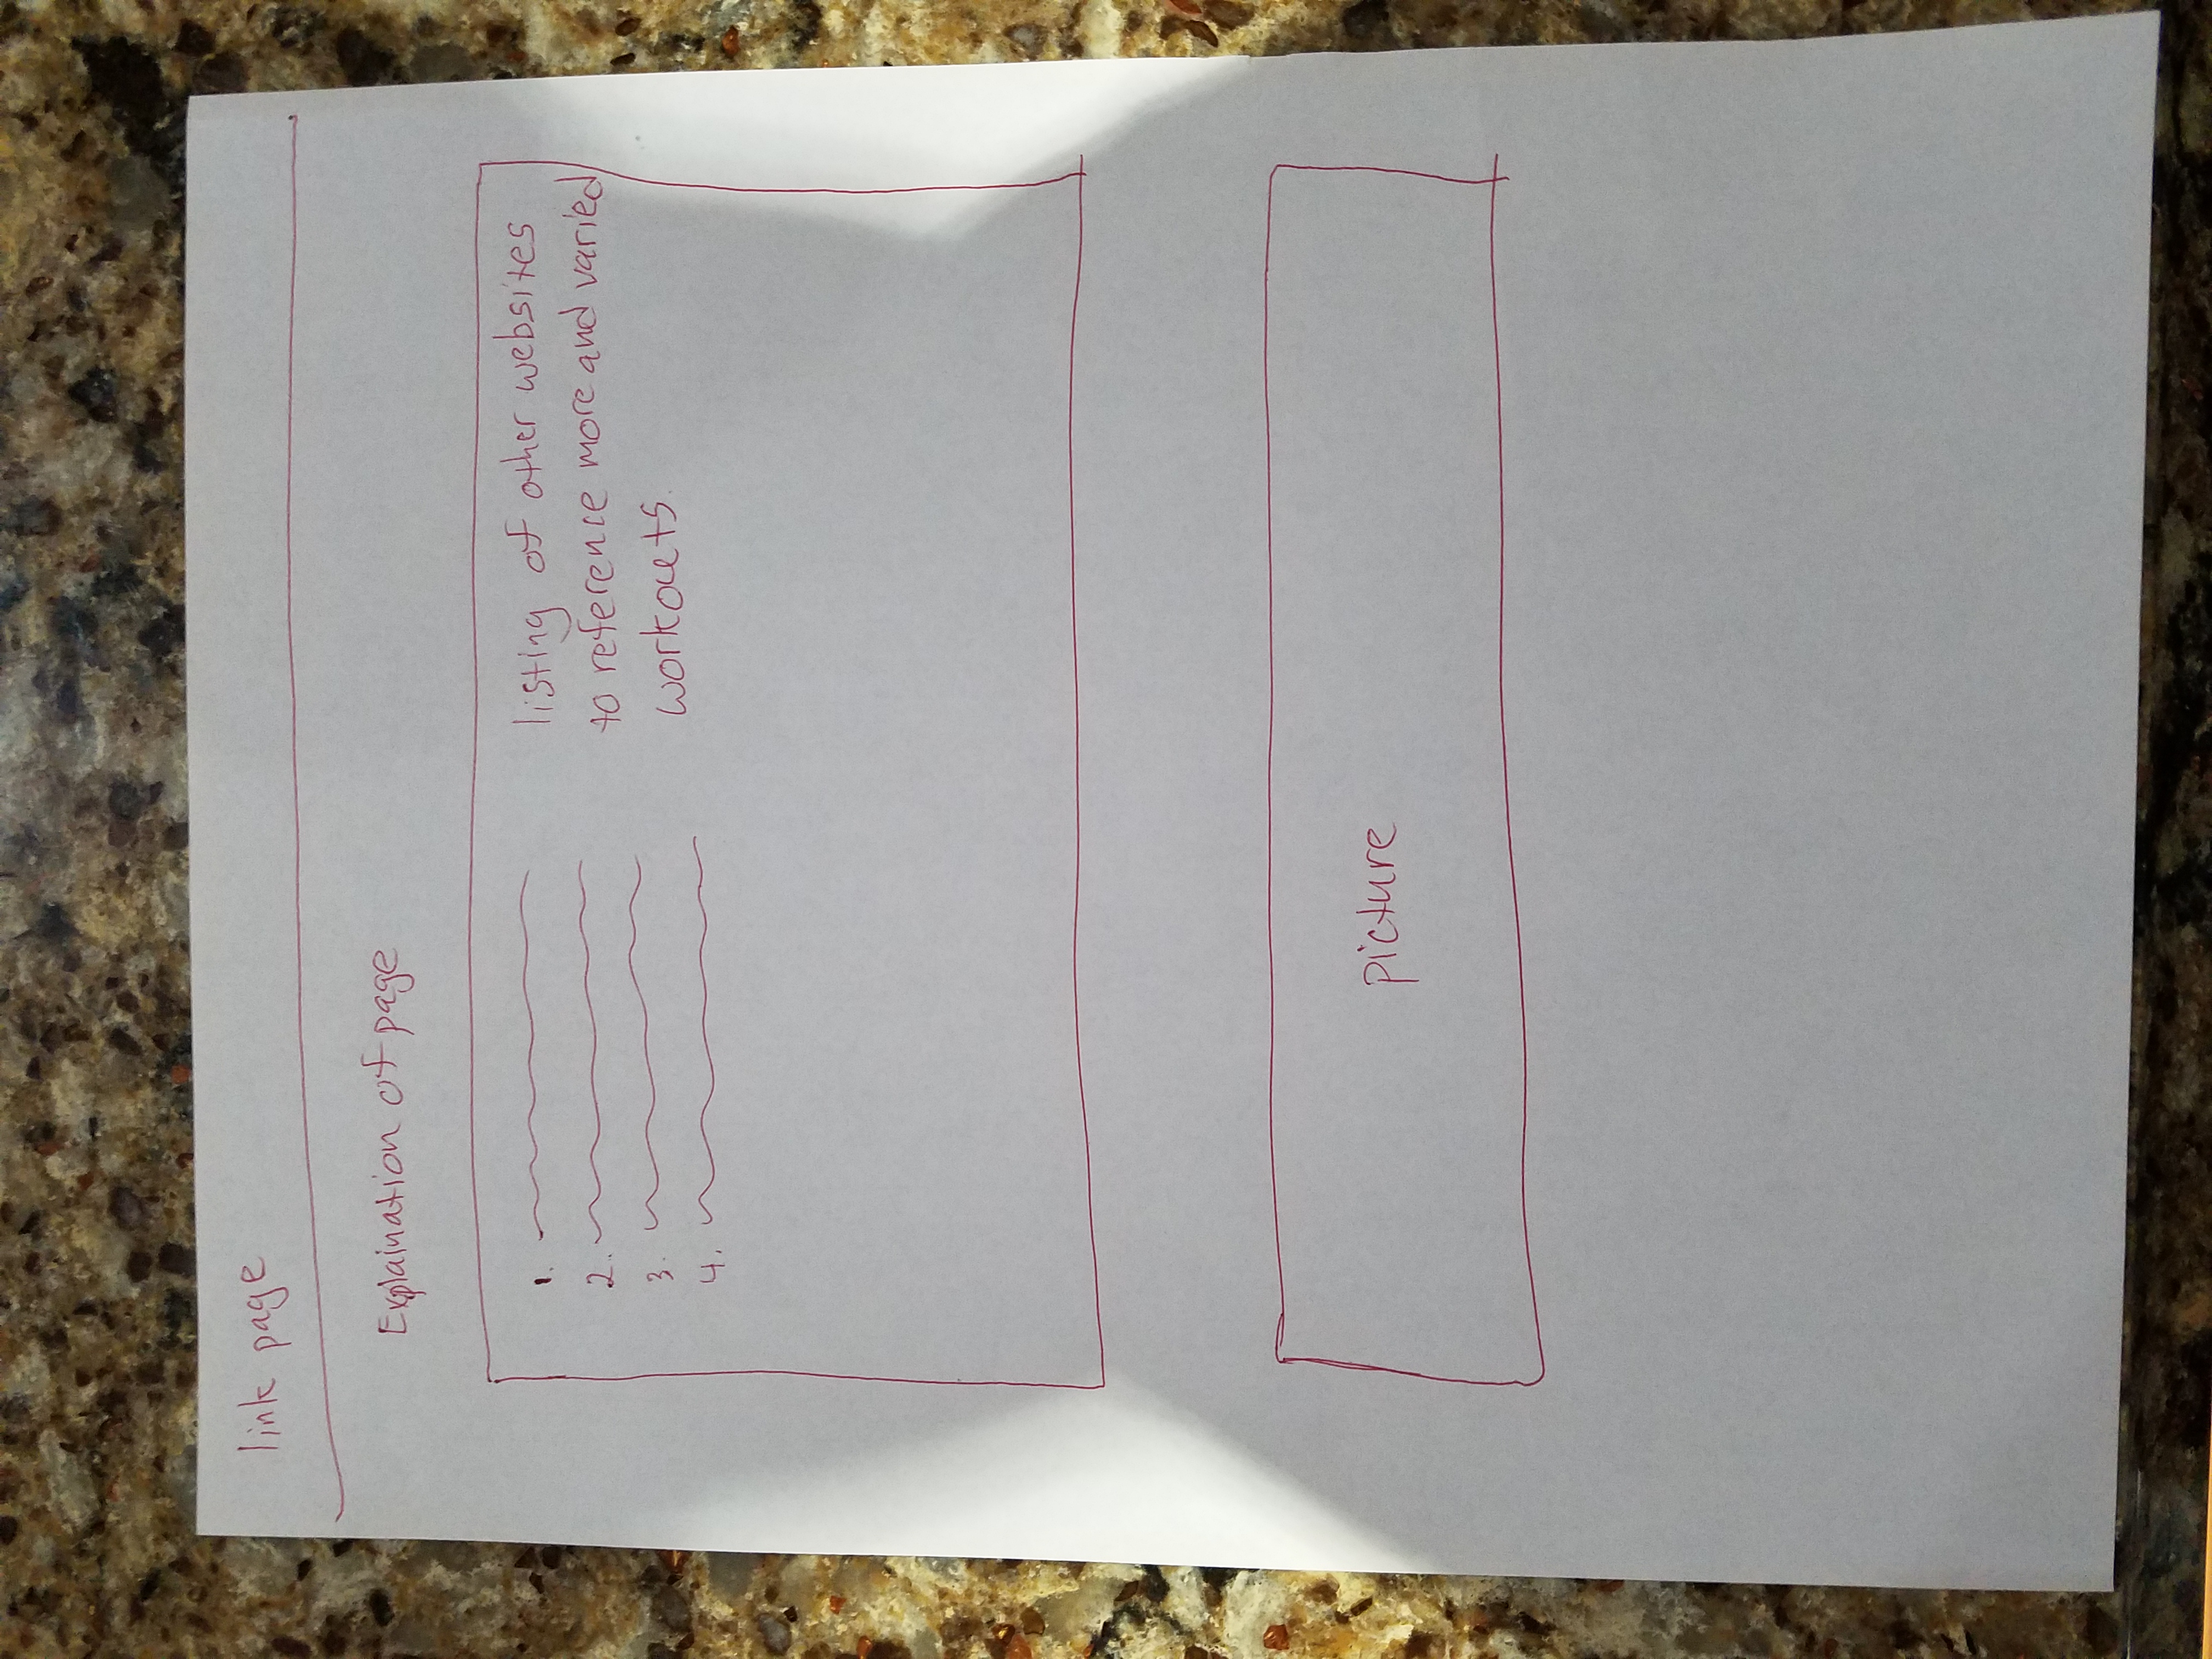 link page
Explaination of page
1.
2.
3.
4.
listing of other websites
to reference more and varied
workouts.
picture